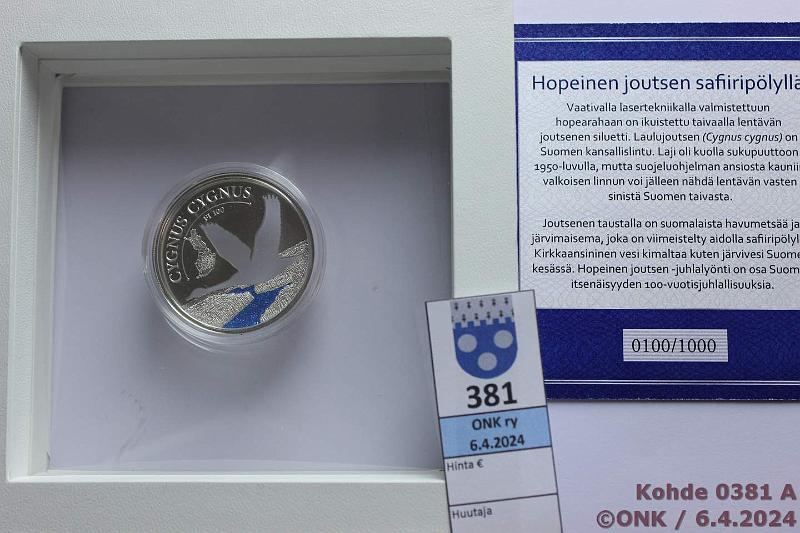 CYGNUS CYGNUS
FI 100
Hopeinen joutsen safiiripölyllä
Vaativalla lasertekniikalla valmistettuun
hopearahaan on ikuistettu taivaalla lentävän
joutsenen siluetti. Laulujoutsen (Cygnus cygnus) on
Suomen kansallislintu. Laji oli kuolla sukupuuttoon
1950-luvulla, mutta suojeluohjelman ansiosta kauniin
valkoisen linnun voi jälleen nähdä lentävän vasten
sinistä Suomen taivasta.
Joutsenen taustalla on suomalaista havumetsää ja
järvimaisema, joka on viimeistelty aidolla safiiripölyl
Kirkkaansininen vesi kimaltaa kuten järvivesi Suome
kesässä. Hopeinen joutsen -juhlalyönti on osa Suom
itsenäisyyden 100-vuotisjuhlallisuuksia.
0100/1000
381
ONK ry
6.4.2024
Hinta €
Huutaja
Kohde 0381 A
©ONK / 6.4.2024